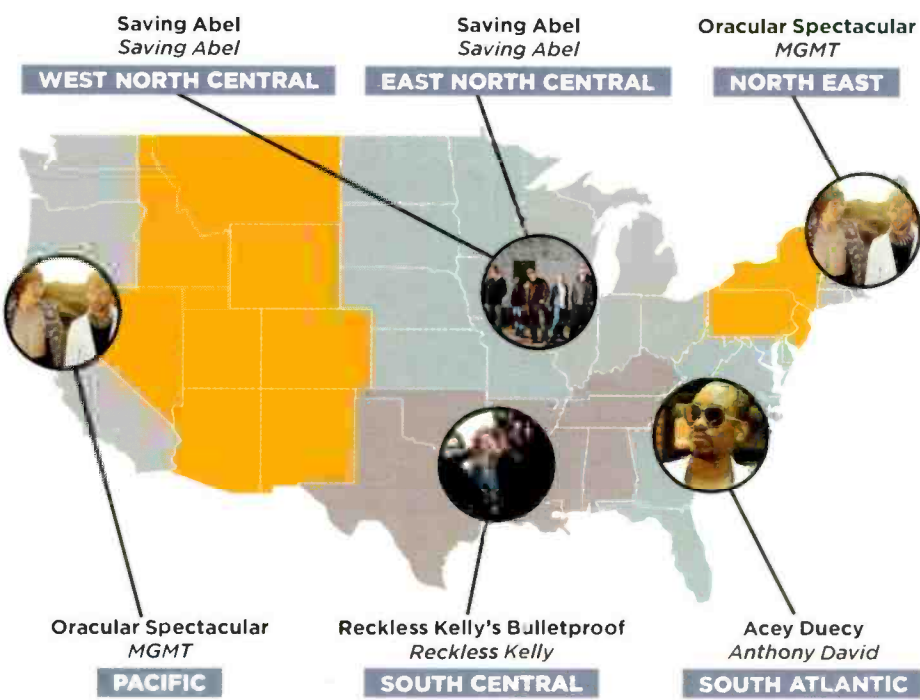 Saving Abel
Saving Abel
WEST NORTH CENTRAL
Saving Abel
Saving Abel
EAST NORTH CENTRAL
Oracular Spectacular
MGMT
NORTH EAST
Oracular Spectacular
MGMT
PACIFIC
Reckless Kelly's Bulletproof
Reckless Kelly
SOUTH CENTRAL
Acey Duecy
Anthony David
SOUTH ATLANTIC